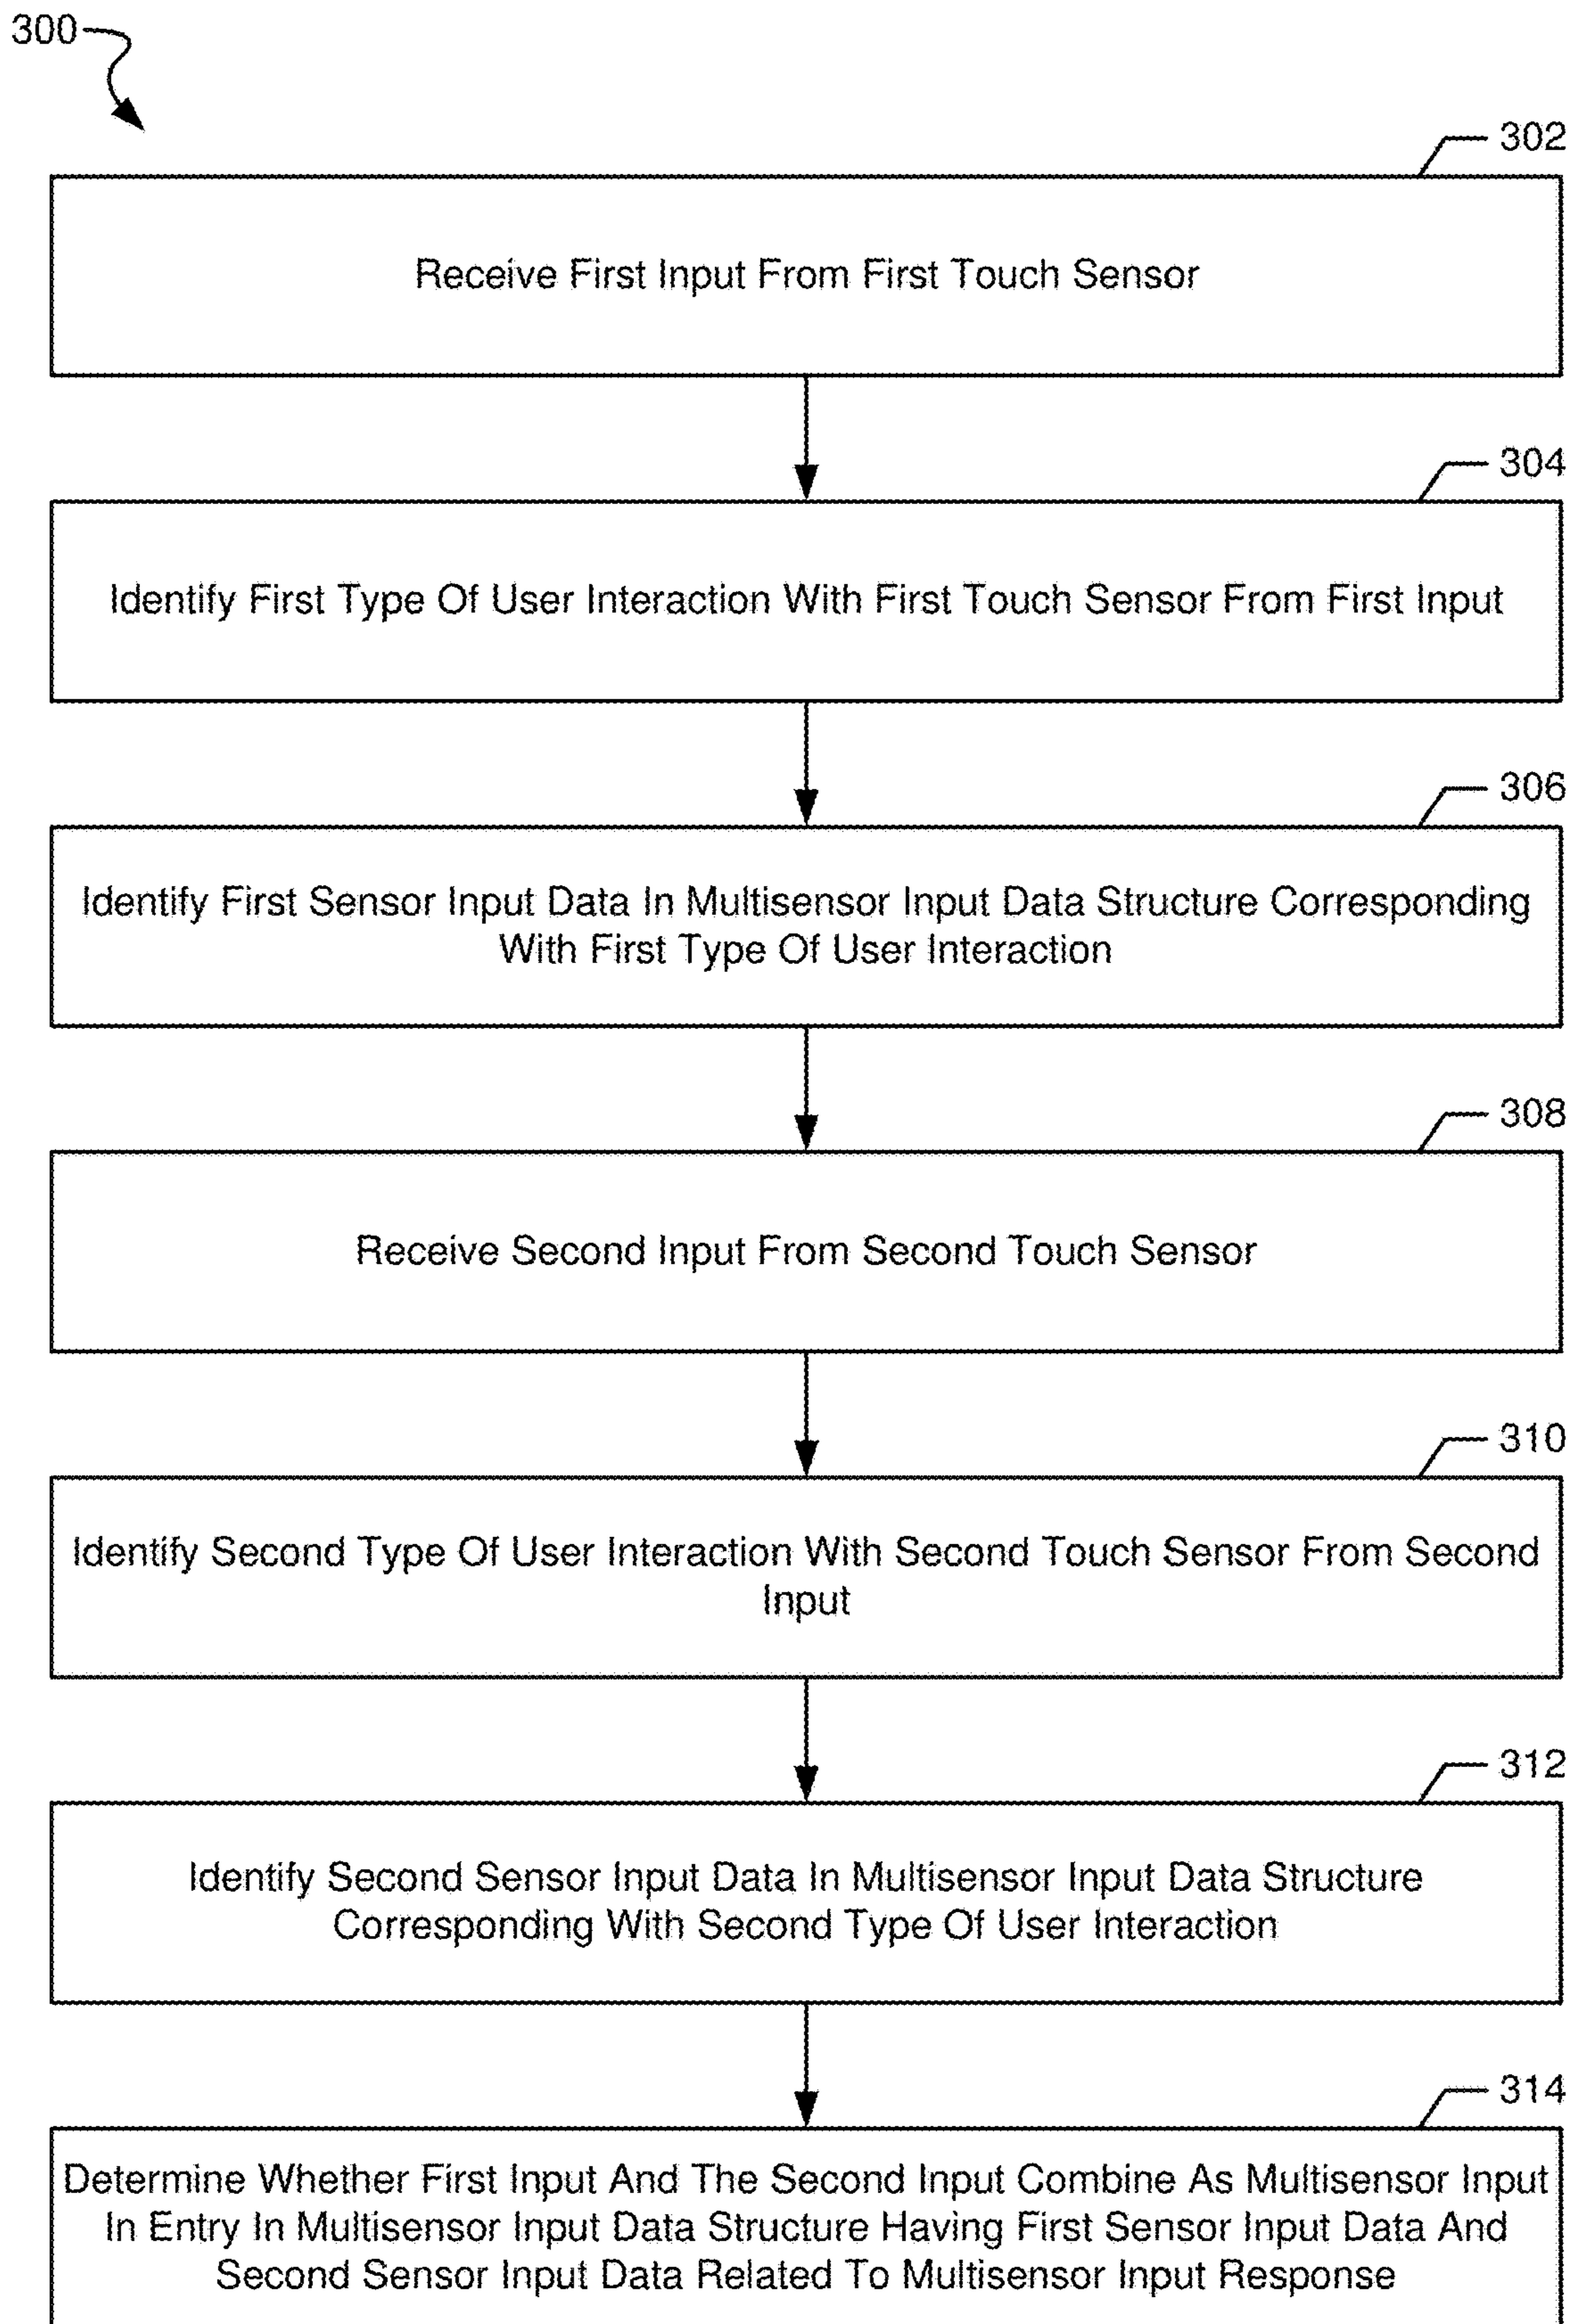 300
302
Receive First Input From First Touch Sensor
304
Identify First Type Of User Interaction With First Touch Sensor From First Input
306
Identify First Sensor Input Data In Multisensor Input Data Structure Corresponding
With First Type Of User Interaction
308
Receive Second Input From Second Touch Sensor
310
Identify Second Type Of User Interaction With Second Touch Sensor From Second
Input
312
Identify Second Sensor Input Data In Multisensor Input Data Structure
Corresponding With Second Type Of User Interaction
314
Determine Whether First Input And The Second Input Combine As Multisensor Input
In Entry In Multisensor Input Data Structure Having First Sensor Input Data And
Second Sensor Input Data Related To Multisensor Input Response